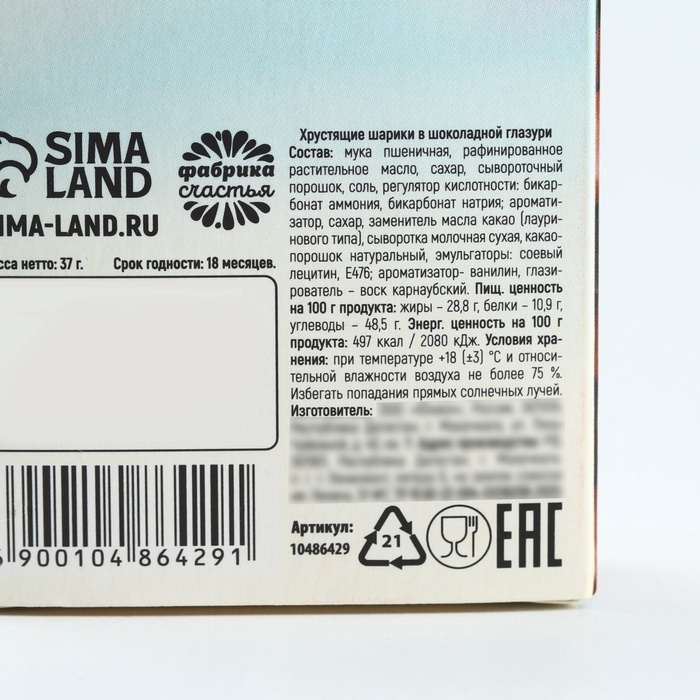 SIMA
LAND
IMA-LAND.RU
фабрика
счастья
сса нетто: 37 г. Срок годности: 18 месяцев.
Хрустящие шарики в шоколадной глазури
Состав: мука пшеничная, рафинированное
растительное масло, сахар, сывороточный
порошок, соль, регулятор кислотности: бикар-
бонат аммония, бикарбонат натрия; аромати-
затор, сахар, заменитель масла какао (лаури-
нового типа), сыворотка молочная сухая, какао-
порошок натуральный, эмульгаторы: соевый
лецитин, Е476; ароматизатор- ванилин, глази-
рователь – воск карнаубский. Пищ. ценность
на 100 г продукта: жиры – 28,8 г, белки – 10,9 г,
углеводы – 48,5 г. Энерг. ценность на 100 г
продукта: 497 ккал / 2080 кДж. Условия хра-
нения: при температуре +18 (±3) °С и относи-
тельной влажности воздуха не более 75 %.
Избегать попадания прямых солнечных лучей.
Изготовитель:
900104 864291
Артикул:
10486429
21
EAC